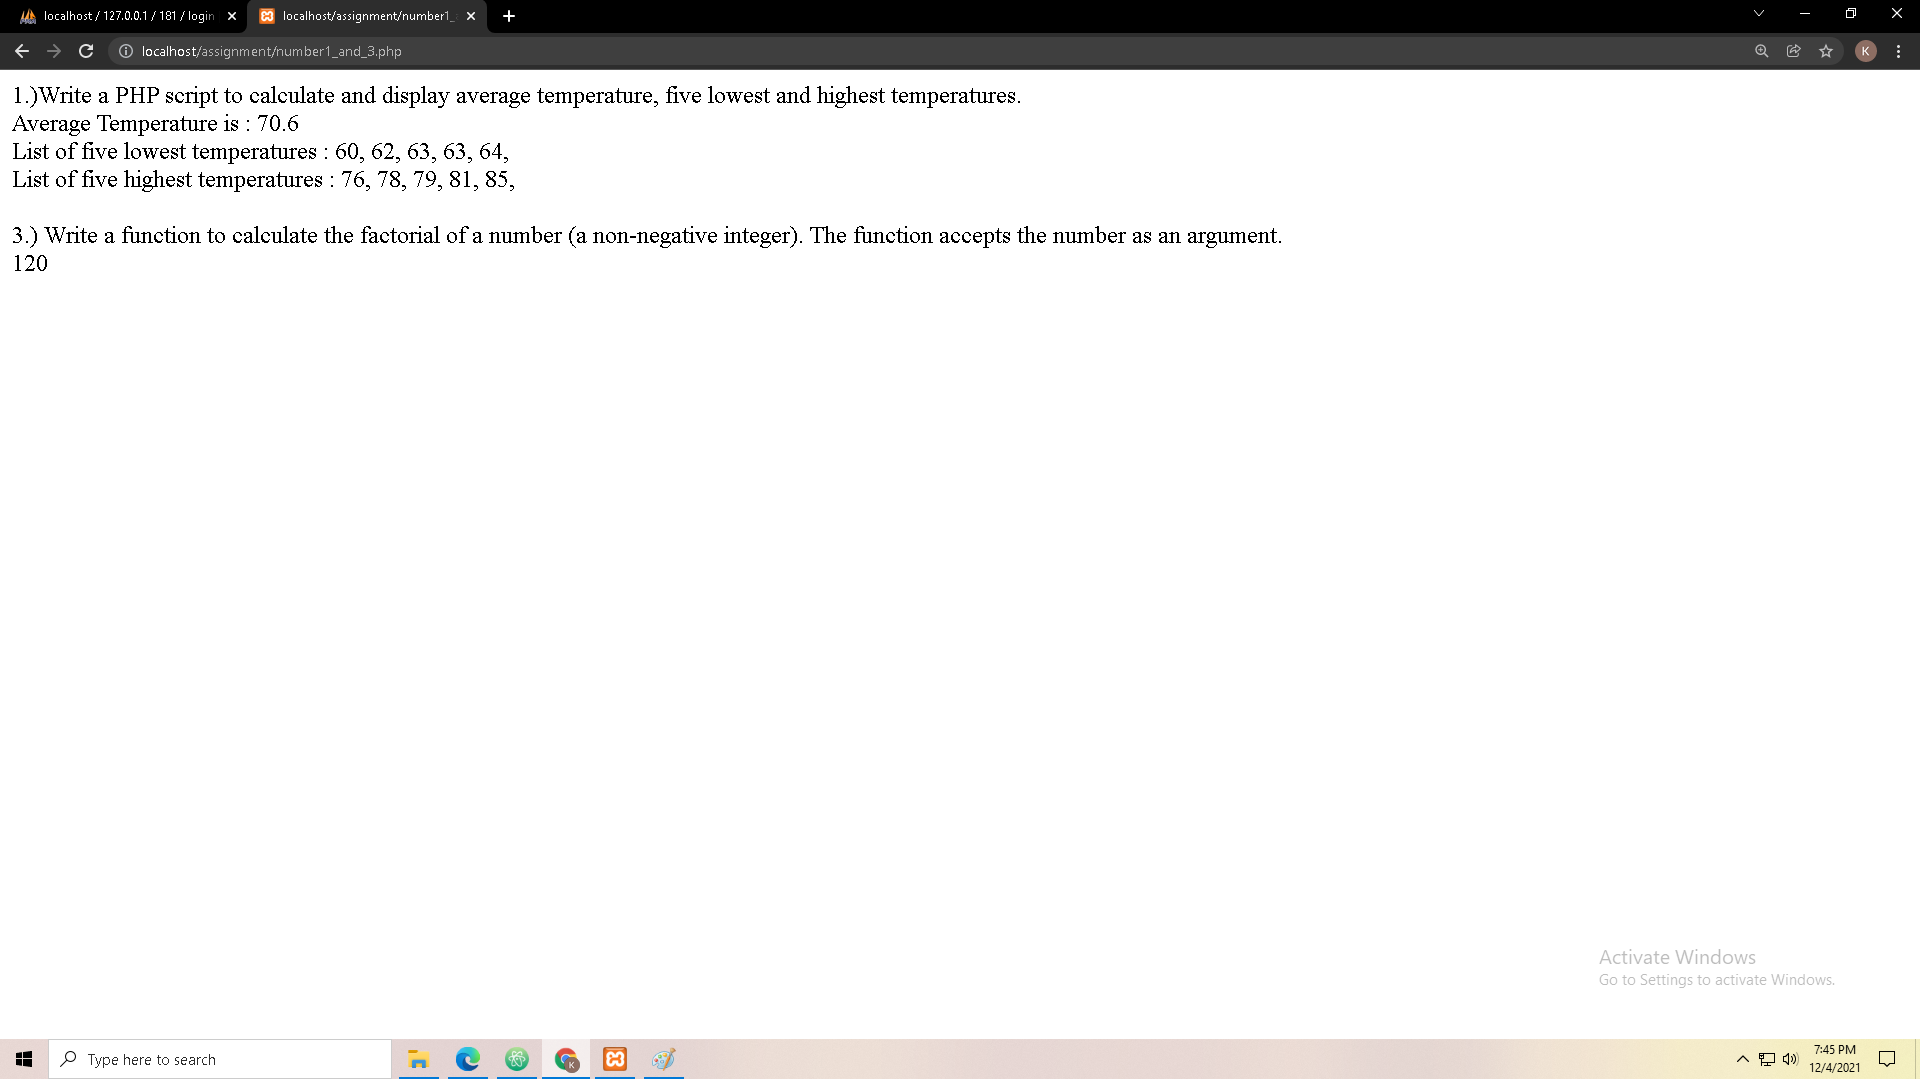 localhost / 127.0.0.1 / 181 / login
localhost/assignment/number1_
localhost/assignment/number1_and_3.php
K
1.)Write a PHP script to calculate and display average temperature, five lowest and highest temperatures.
Average Temperature is : 70.6
List of five lowest temperatures : 60, 62, 63, 63, 64,
List of five highest temperatures : 76, 78, 79, 81, 85,
3.) Write a function to calculate the factorial of a number (a non-negative integer). The function accepts the number as an argument.
120
Activate Windows
Go to Settings to activate Windows.
Type here to search
K
7:45 PM
12/4/2021